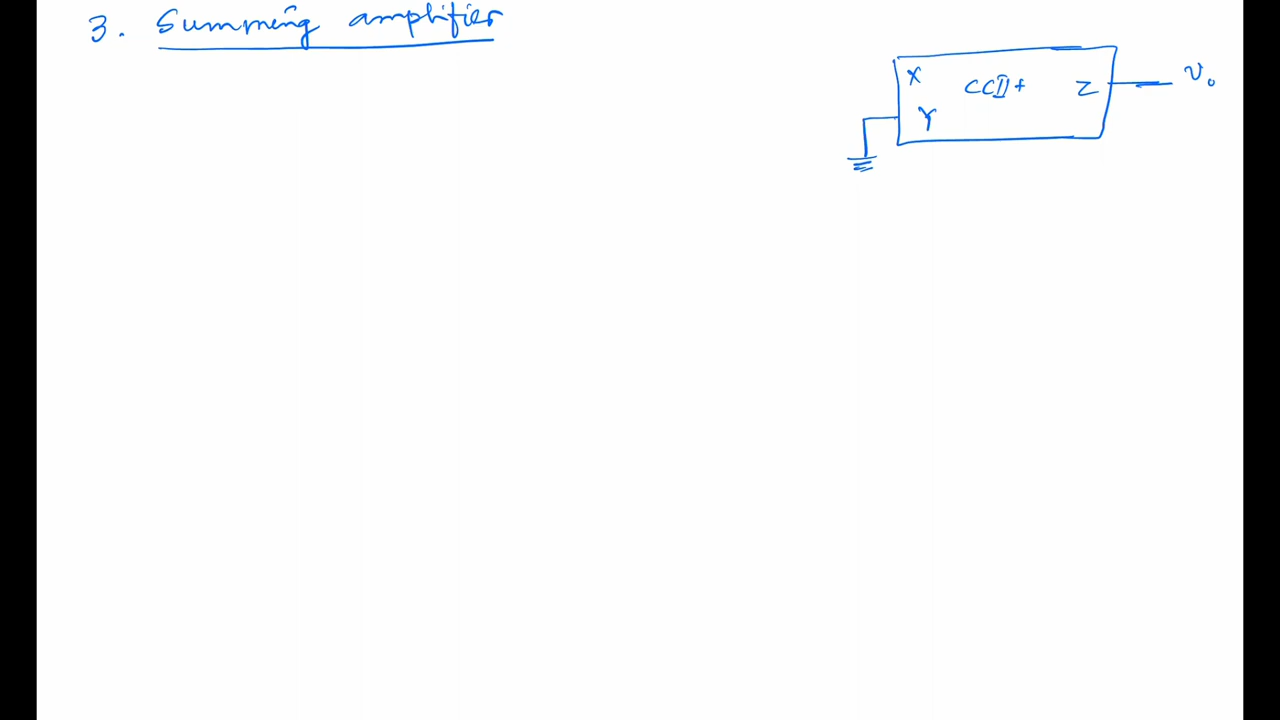 3. Summing amplifier
X CCII+ Z v₀
Y